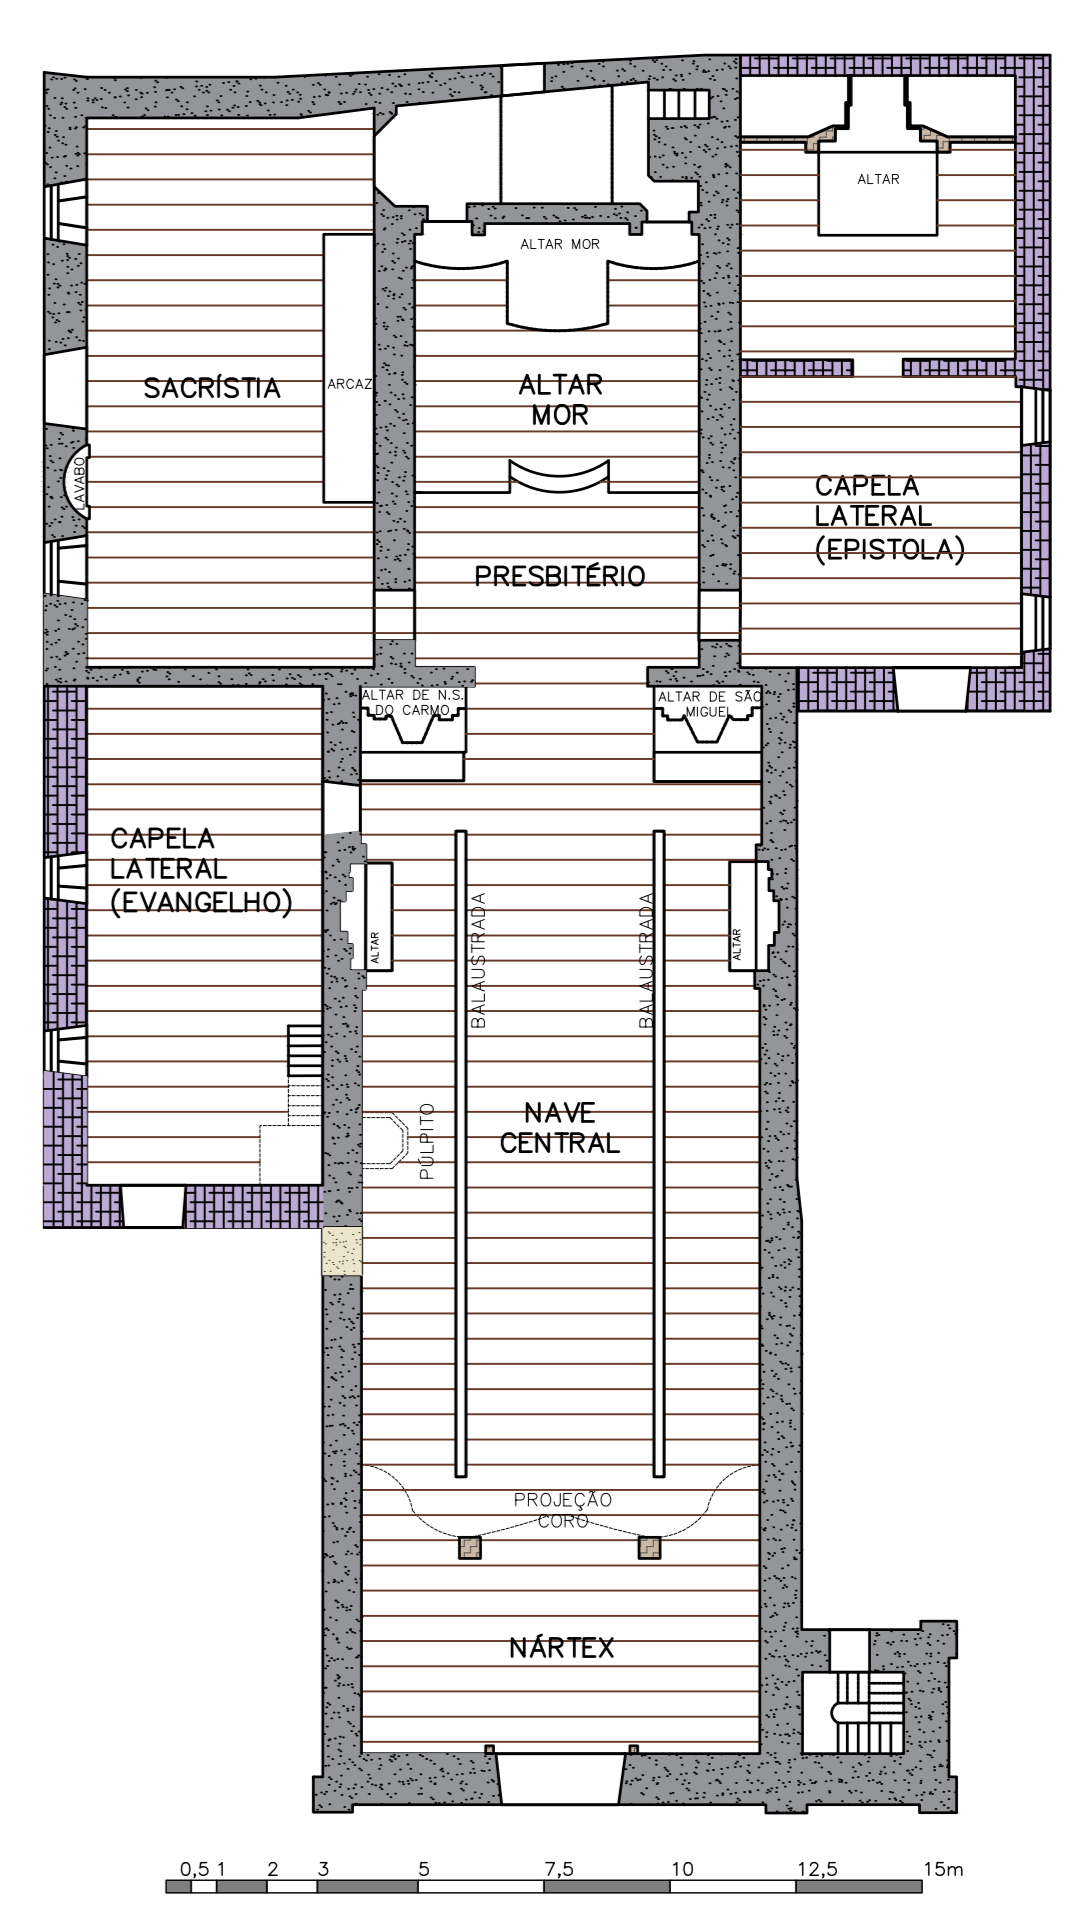 ALTAR
ALTAR MOR
SACRÍSTIA
ARCAZ
ALTAR
MOR
LAVABO
CAPELA
LATERAL
(EPISTOLA)
PRESBITÉRIO
ALTAR DE N.S.
DO CARMO
ALTAR DE SÃO
MIGUEL
CAPELA
LATERAL
(EVANGELHO)
ALTAR
BALAUSTRADA
BALAUSTRADA
ALTAR
PÚLPITO
NAVE
CENTRAL
PROJEÇÃO
CORO
NÁRTEX
0,5 1 2 3 5 7,5 10 12,5 15m